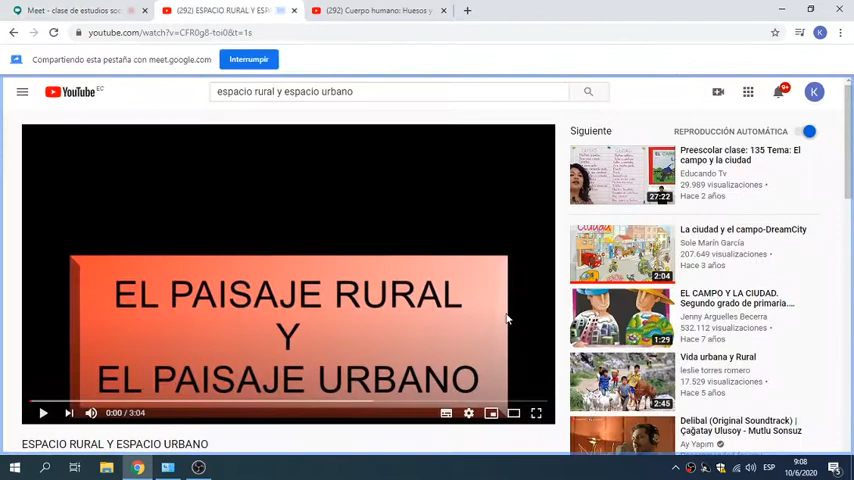 Meet - clase de estudios soc
(292) ESPACIO RURAL Y ESP
(292) Cuerpo humano: Huesos y
youtube.com/watch?v=CFR0g8-toi0&t=1s
K
Compartiendo esta pestaña con meet.google.com
Interrumpir
YouTube EC
espacio rural y espacio urbano
9+
K
EL PAISAJE RURAL
Y
EL PAISAJE URBANO
0:00 / 3:04
ESPACIO RURAL Y ESPACIO URBANO
Siguiente
REPRODUCCIÓN AUTOMÁTICA
27:22
Preescolar clase: 135 Tema: El
campo y la ciudad
Educando Tv
29.989 visualizaciones •
Hace 2 años
2:04
La ciudad y el campo-DreamCity
Sole Marín García
207.649 visualizaciones •
Hace 3 años
1:29
EL CAMPO Y LA CIUDAD.
Segundo grado de primaria....
Jenny Arguelles Becerra
532.112 visualizaciones •
Hace 7 años
2:45
Vida urbana y Rural
leslie torres romero
17.529 visualizaciones •
Hace 5 años
Delibal (Original Soundtrack) |
Çağatay Ulusoy - Mutlu Sonsuz
Ay Yapım
ESP
9:08
10/6/2020
5